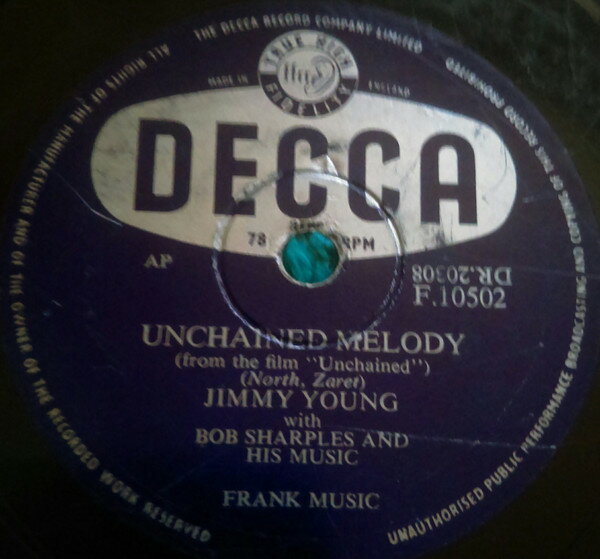 THE DECCA RECORD COMPANY LIMITED
ALL RIGHTS OF THE MANUFACTURER AND OF THE OWNER OF THE RECORDED WORK RESERVED
UNAUTHORISED PUBLIC PERFORMANCE BROADCASTING AND COPYING OF THIS RECORD PROHIBITED
TRUE HIGH
ffrr
FIDELITY
MADE IN ENGLAND
DECCA
78 RPM
AP
DR.20308
F.10502
UNCHAINED MELODY
(from the film "Unchained")
(North, Zaret)
JIMMY YOUNG
with
BOB SHARPLES AND
HIS MUSIC
FRANK MUSIC